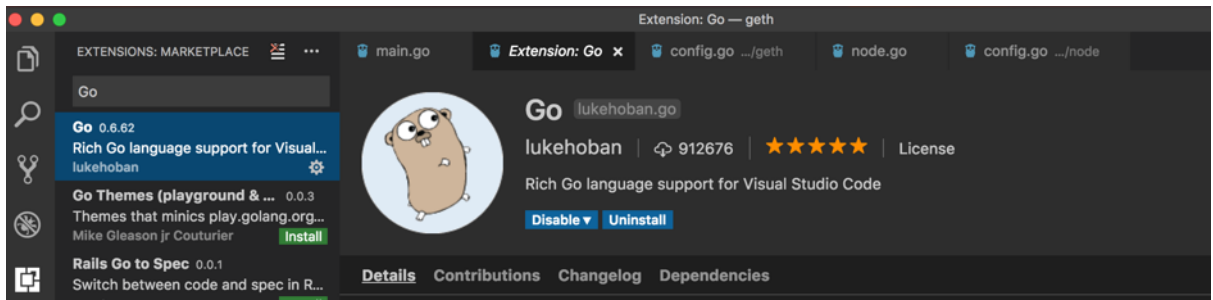 Extension: Go — geth
EXTENSIONS: MARKETPLACE
main.go
Extension: Go
config.go .../geth
node.go
config.go .../node
Go
Go 0.6.62
Rich Go language support for Visual...
lukehoban
Go Themes (playground & ... 0.0.3
Themes that minics play.golang.org...
Mike Gleason jr Couturier
Install
Rails Go to Spec 0.0.1
Switch between code and spec in R...
Go lukehoban.go
lukehoban 912676 License
Rich Go language support for Visual Studio Code
Disable Uninstall
Details Contributions Changelog Dependencies